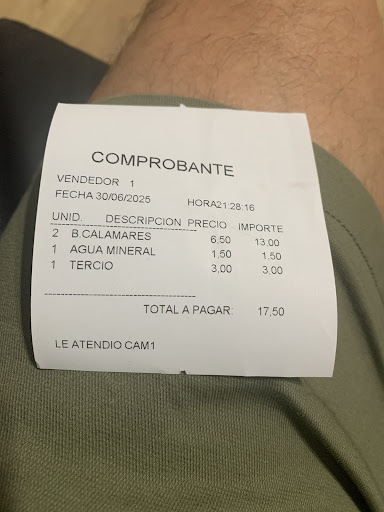 COMPROBANTE
VENDEDOR 1
FECHA 30/06/2025 HORA21:28:16
UNID. DESCRIPCION PRECIO IMPORTE
2 B.CALAMARES 6,50 13,00
1 AGUA MINERAL 1,50 1,50
1 TERCIO 3,00 3,00
TOTAL A PAGAR: 17,50
LE ATENDIO CAM1